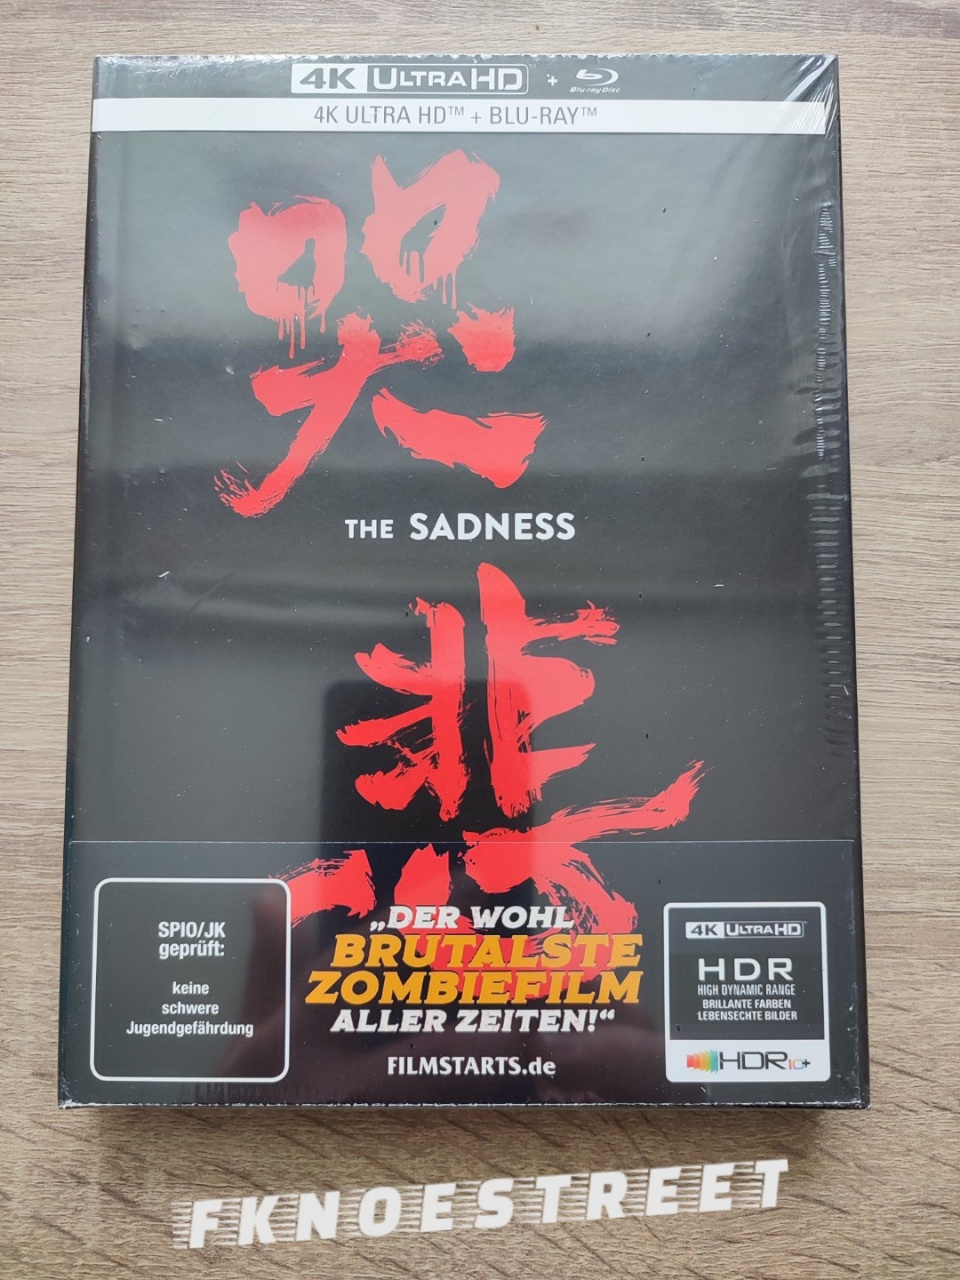 4K ULTRA HD + Blu-ray Disc
4K ULTRA HD™ + BLU-RAY™
哭
THE SADNESS
悲
SPIO/JK
geprüft:
keine
schwere
Jugendgefährdung
„DER WOHL
BRUTALSTE
ZOMBIEFILM
ALLER ZEITEN!“
FILMSTARTS.de
4K ULTRA HD
HDR
HIGH DYNAMIC RANGE
BRILLANTE FARBEN
LEBENSECHTE BILDER
HDR10+
FKNOESTREET